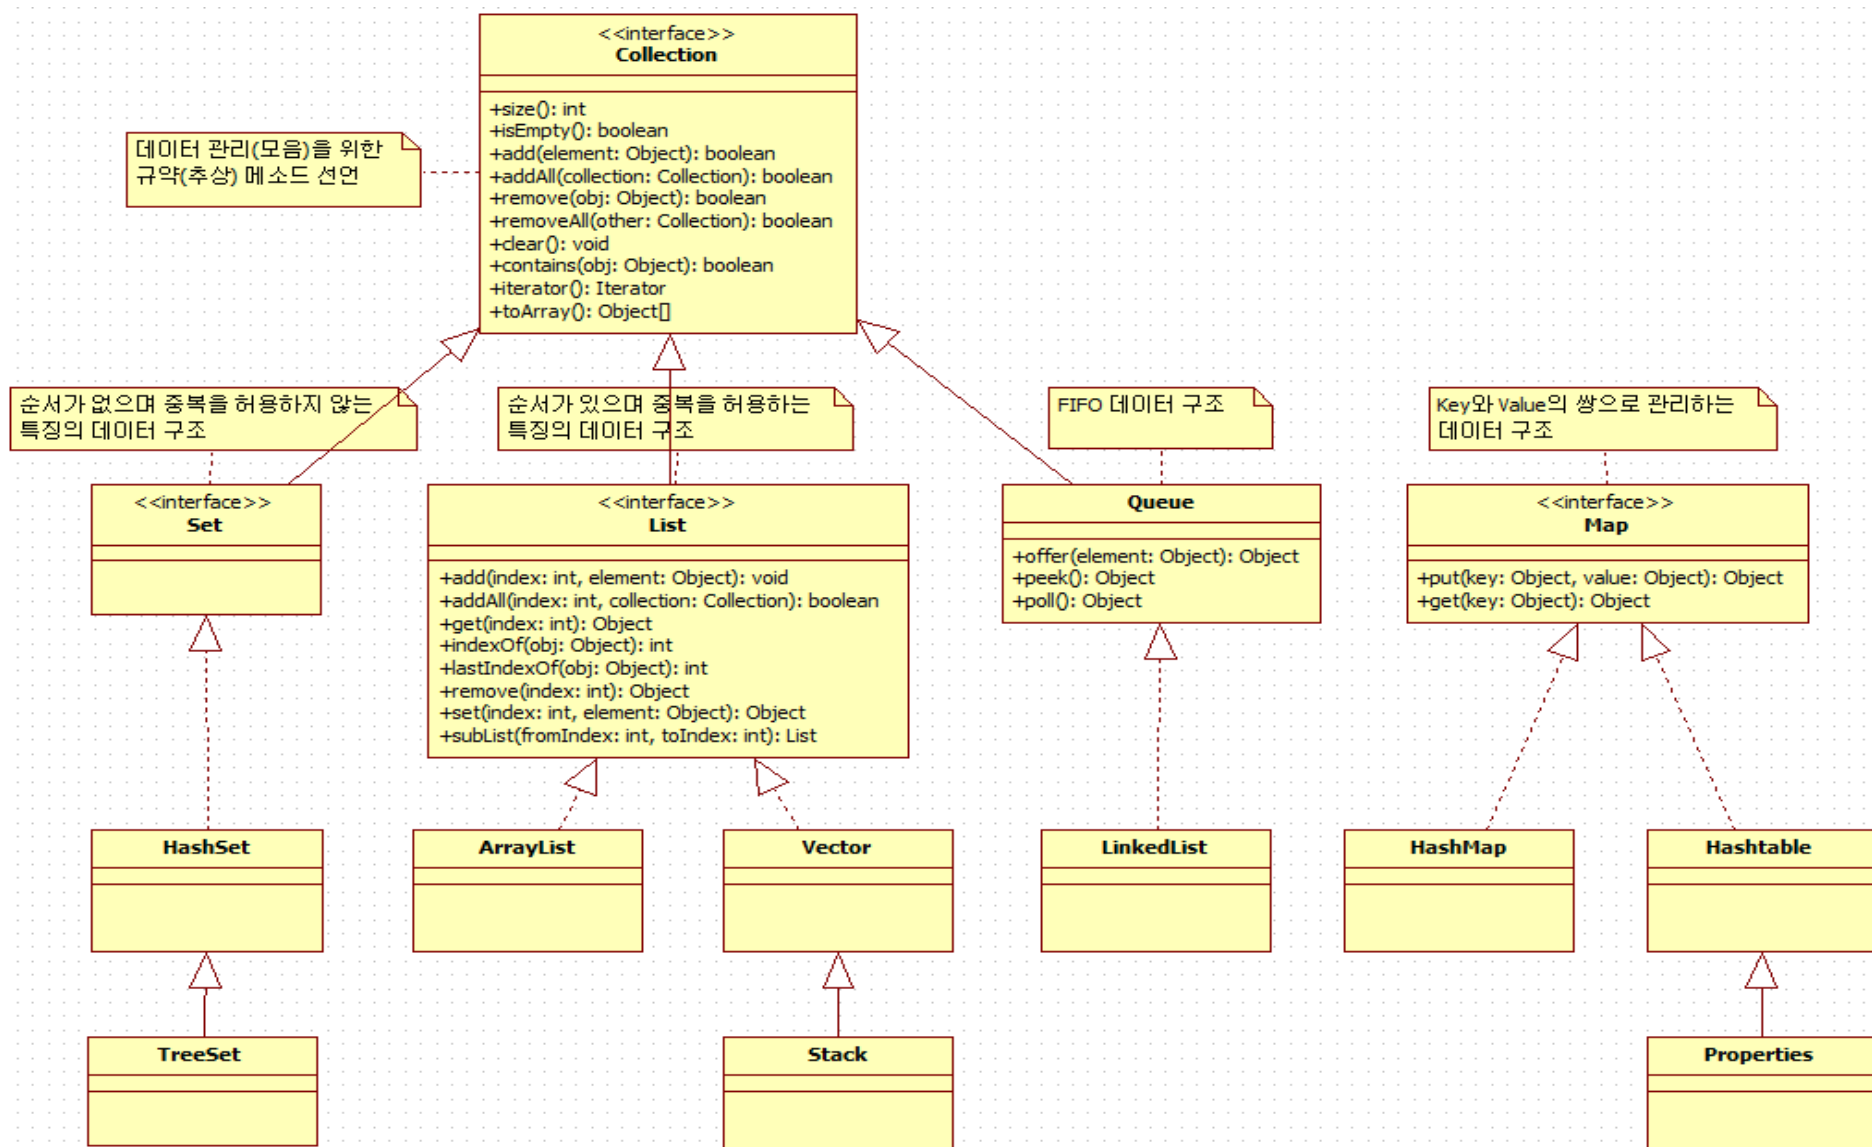 <<interface>>
Collection
+size(): int
+isEmpty(): boolean
+add(element: Object): boolean
+addAll(collection: Collection): boolean
+remove(obj: Object): boolean
+removeAll(other: Collection): boolean
+clear(): void
+contains(obj: Object): boolean
+iterator(): Iterator
+toArray(): Object[]
데이터 관리(모음)을 위한
규약(추상) 메소드 선언
순서가 없으며 중복을 허용하지 않는
특징의 데이터 구조
순서가 있으며 중복을 허용하는
특징의 데이터 구조
FIFO 데이터 구조
Key와 Value의 쌍으로 관리하는
데이터 구조
<<interface>>
Set
<<interface>>
List
+add(index: int, element: Object): void
+addAll(index: int, collection: Collection): boolean
+get(index: int): Object
+indexOf(obj: Object): int
+lastIndexOf(obj: Object): int
+remove(index: int): Object
+set(index: int, element: Object): Object
+subList(fromIndex: int, toIndex: int): List
Queue
+offer(element: Object): Object
+peek(): Object
+poll(): Object
<<interface>>
Map
+put(key: Object, value: Object): Object
+get(key: Object): Object
HashSet
ArrayList
Vector
LinkedList
HashMap
Hashtable
TreeSet
Stack
Properties